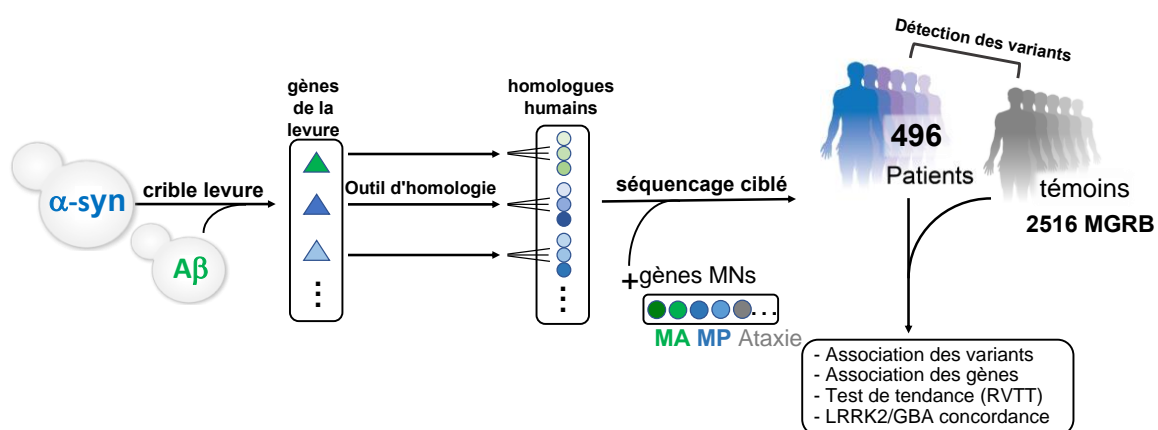 Détection des variants
gènes
de la
levure
homologues
humains
496
Patients
α-syn
crible levure
Outil d'homologie
séquencage ciblé
témoins
2516 MGRB
Aβ
+gènes MNs
...
MA MP Ataxie
- Association des variants
- Association des gènes
- Test de tendance (RVTT)
- LRRK2/GBA concordance